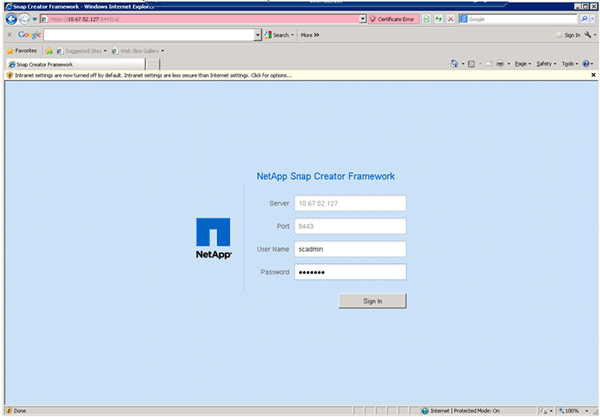 Snap Creator Framework - Windows Internet Explorer
https://10.67.52.127:8443/ui/
Certificate Error
Google
Google
Search
More »
Sign In
Favorites
Suggested Sites
Web Slice Gallery
Snap Creator Framework
Page
Safety
Tools
Intranet settings are now turned off by default. Intranet settings are less secure than Internet settings. Click for options...
NetApp Snap Creator Framework
Server
10.67.52.127
Port
8443
User Name
scadmin
NetApp
Password
•••••••
Sign In
Done
Internet | Protected Mode: On
100%